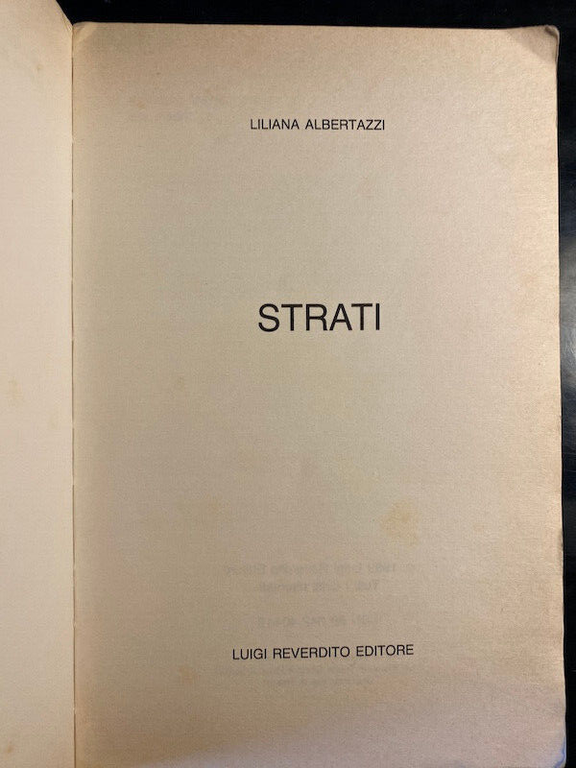 LILIANA ALBERTAZZI
STRATI
LUIGI REVERDITO EDITORE